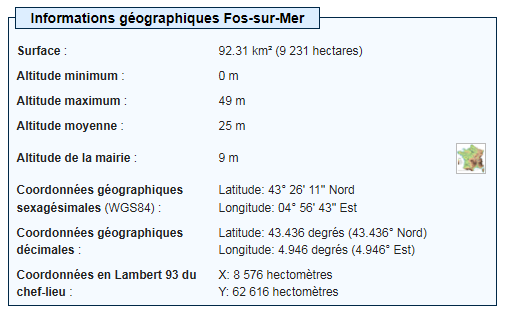 Informations géographiques Fos-sur-Mer
Surface : 92.31 km² (9 231 hectares)
Altitude minimum : 0 m
Altitude maximum : 49 m
Altitude moyenne : 25 m
Altitude de la mairie : 9 m
Coordonnées géographiques Latitude: 43° 26' 11'' Nord
sexagésimales (WGS84) : Longitude: 04° 56' 43'' Est
Coordonnées géographiques Latitude: 43.436 degrés (43.436° Nord)
décimales : Longitude: 4.946 degrés (4.946° Est)
Coordonnées en Lambert 93 du X: 8 576 hectomètres
chef-lieu : Y: 62 616 hectomètres